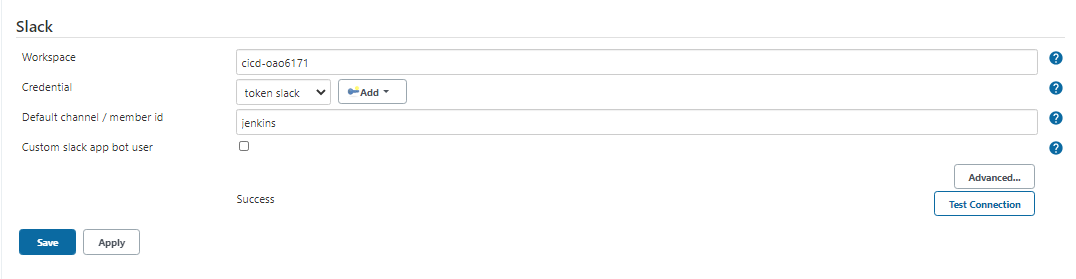 Slack
Workspace
cicd-oao6171
Credential
token slack
Add
Default channel / member id
jenkins
Custom slack app bot user
Advanced...
Success
Test Connection
Save
Apply